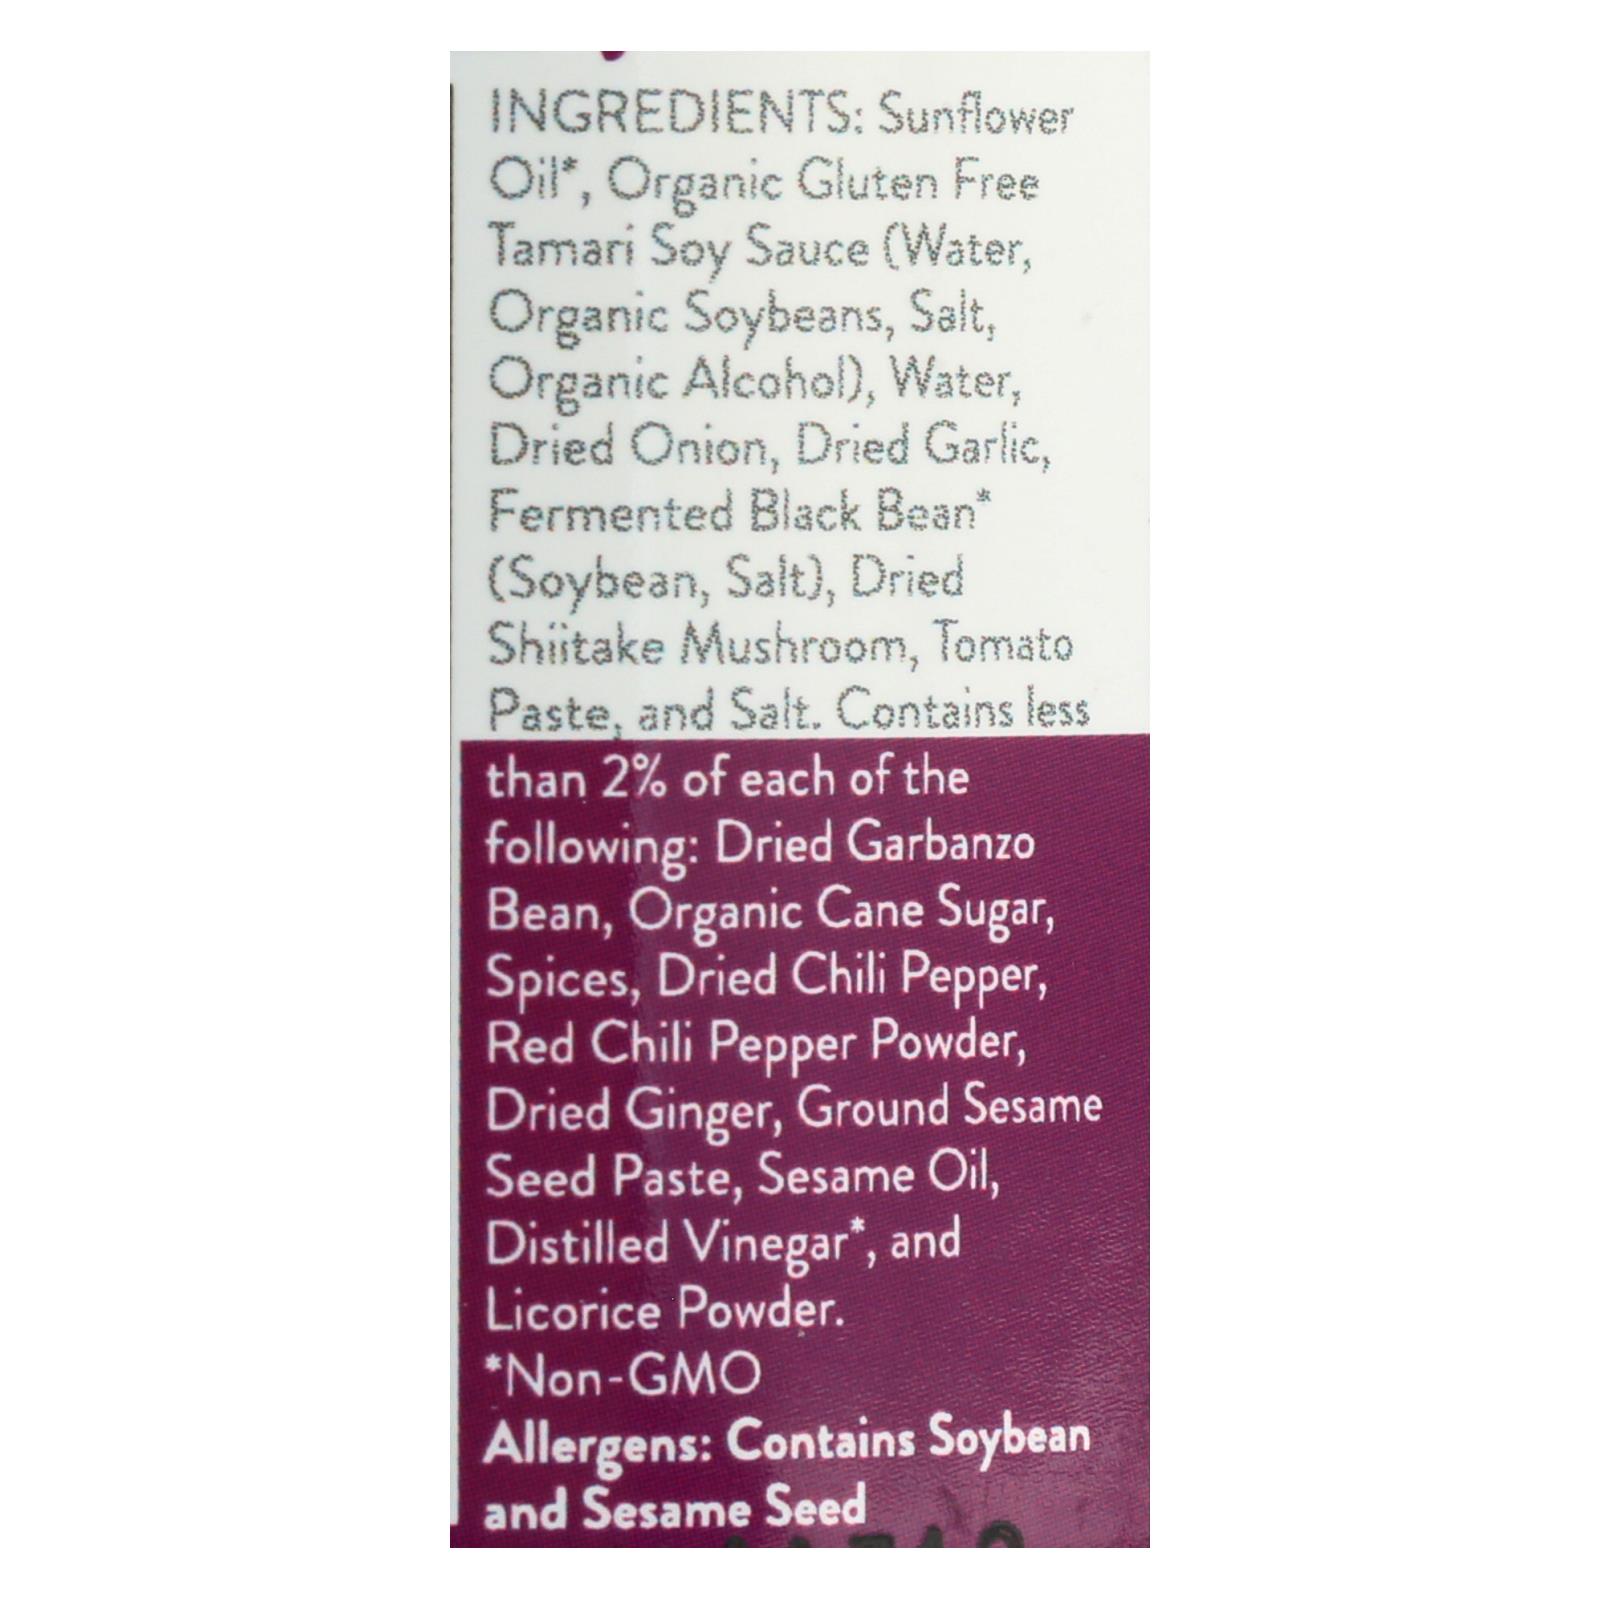 INGREDIENTS: Sunflower
Oil*, Organic Gluten Free
Tamari Soy Sauce (Water,
Organic Soybeans, Salt,
Organic Alcohol), Water,
Dried Onion, Dried Garlic,
Fermented Black Bean*
(Soybean, Salt), Dried
Shiitake Mushroom, Tomato
Paste, and Salt. Contains less
than 2% of each of the
following: Dried Garbanzo
Bean, Organic Cane Sugar,
Spices, Dried Chili Pepper,
Red Chili Pepper Powder,
Dried Ginger, Ground Sesame
Seed Paste, Sesame Oil,
Distilled Vinegar*, and
Licorice Powder.
*Non-GMO
Allergens: Contains Soybean
and Sesame Seed